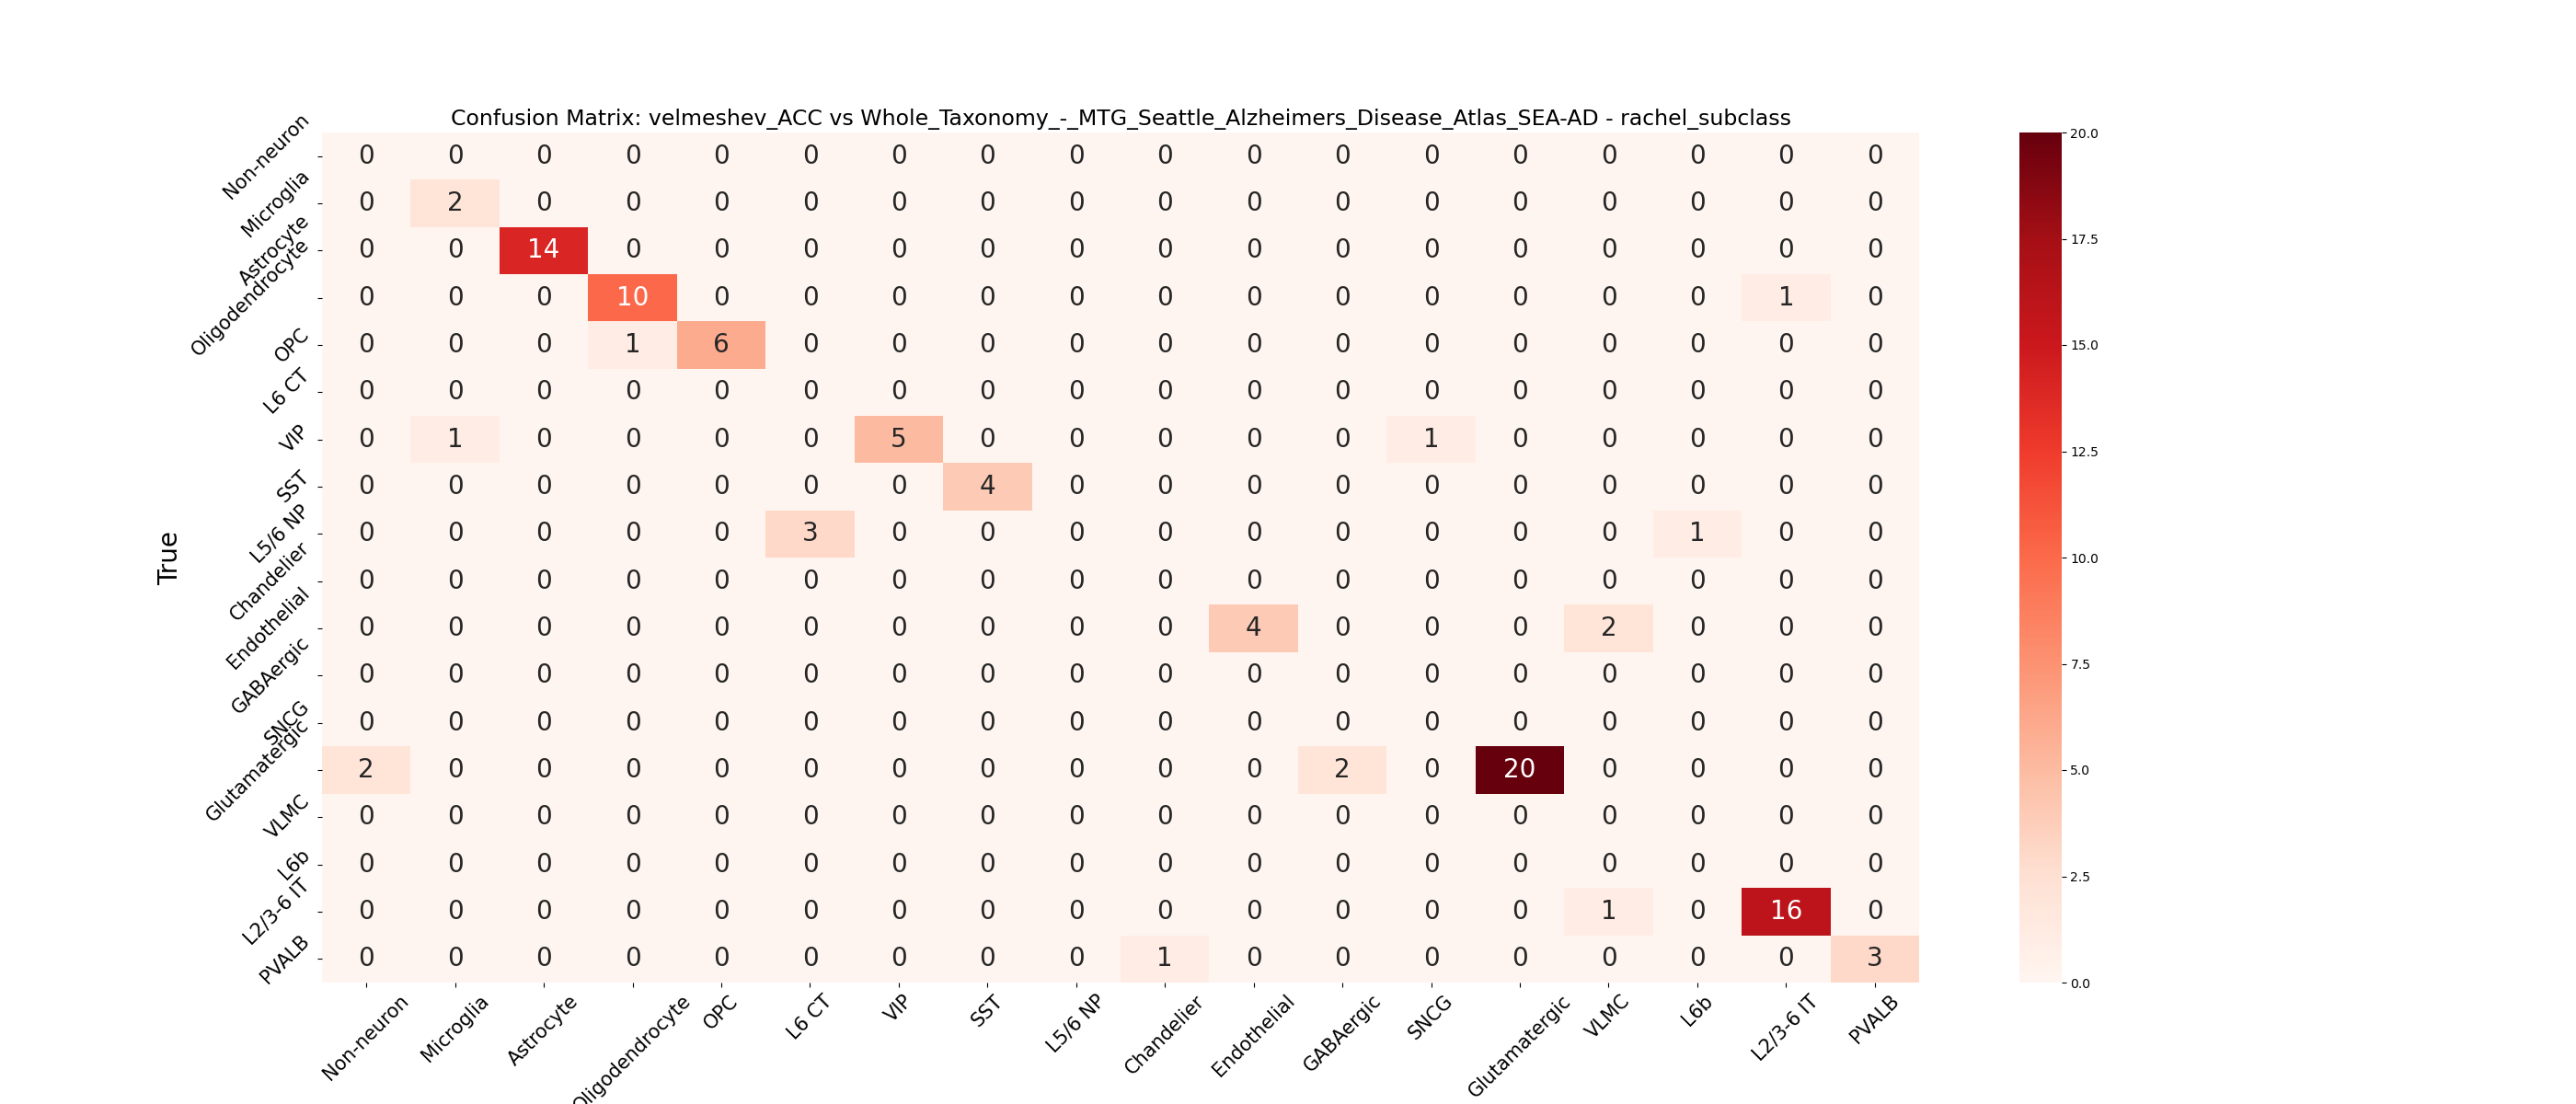 Confusion Matrix: velmeshev_ACC vs Whole_Taxonomy_-_MTG_Seattle_Alzheimers_Disease_Atlas_SEA-AD - rachel_subclass
True
Non-neuron 0 0 0 0 0 0 0 0 0 0 0 0 0 0 0 0 0 0
Microglia 0 2 0 0 0 0 0 0 0 0 0 0 0 0 0 0 0 0
Astrocyte 0 0 14 0 0 0 0 0 0 0 0 0 0 0 0 0 0 0
Oligodendrocyte 0 0 0 10 0 0 0 0 0 0 0 0 0 0 0 0 1 0
OPC 0 0 0 1 6 0 0 0 0 0 0 0 0 0 0 0 0 0
L6 CT 0 0 0 0 0 0 0 0 0 0 0 0 0 0 0 0 0 0
VIP 0 1 0 0 0 0 5 0 0 0 0 0 1 0 0 0 0 0
SST 0 0 0 0 0 0 0 4 0 0 0 0 0 0 0 0 0 0
L5/6 NP 0 0 0 0 0 3 0 0 0 0 0 0 0 0 0 1 0 0
Chandelier 0 0 0 0 0 0 0 0 0 0 0 0 0 0 0 0 0 0
Endothelial 0 0 0 0 0 0 0 0 0 0 4 0 0 0 2 0 0 0
GABAergic 0 0 0 0 0 0 0 0 0 0 0 0 0 0 0 0 0 0
SNCG 0 0 0 0 0 0 0 0 0 0 0 0 0 0 0 0 0 0
Glutamatergic 2 0 0 0 0 0 0 0 0 0 0 2 0 20 0 0 0 0
VLMC 0 0 0 0 0 0 0 0 0 0 0 0 0 0 0 0 0 0
L6b 0 0 0 0 0 0 0 0 0 0 0 0 0 0 0 0 0 0
L2/3-6 IT 0 0 0 0 0 0 0 0 0 0 0 0 0 0 1 0 16 0
PVALB 0 0 0 0 0 0 0 0 0 1 0 0 0 0 0 0 0 3
Non-neuron Microglia Astrocyte Oligodendrocyte OPC L6 CT VIP SST L5/6 NP Chandelier Endothelial GABAergic SNCG Glutamatergic VLMC L6b L2/3-6 IT PVALB
20.0
17.5
15.0
12.5
10.0
7.5
5.0
2.5
0.0